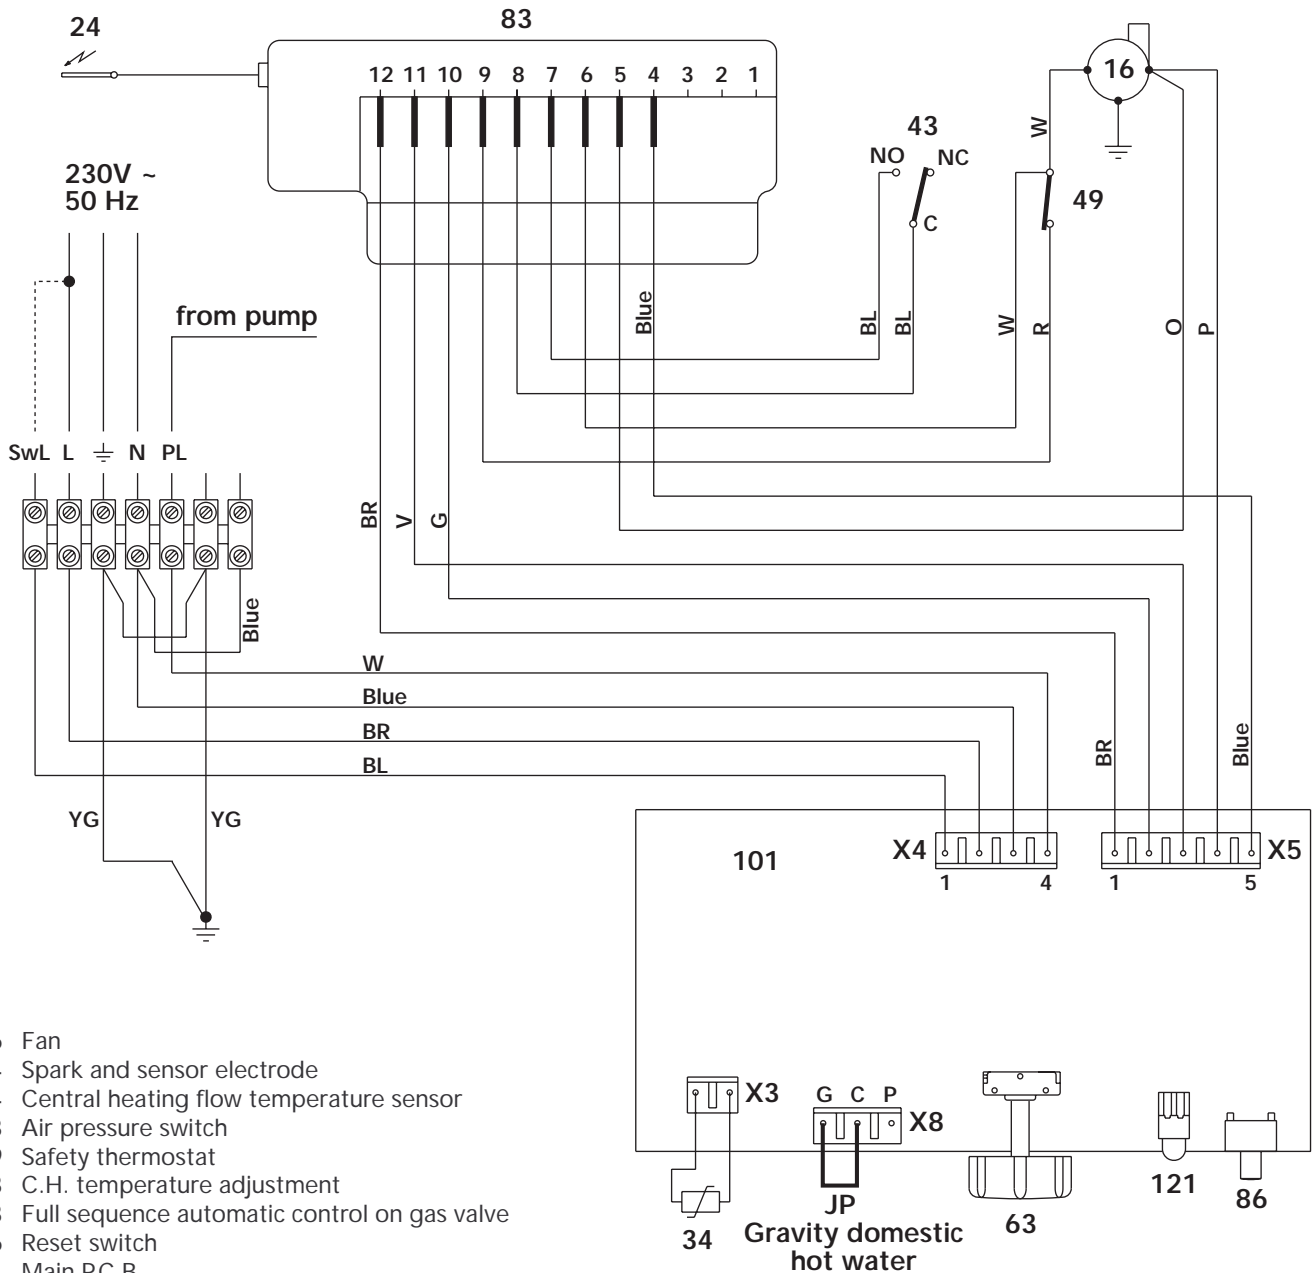 24
83
12 11 10 9 8 7 6 5 4 3 2 1
16
43
NO NC
C
W
49
230V ~
50 Hz
from pump
Blue
BL
BL
W
R
O
P
SwL L N PL
BR
V
G
Blue
W
Blue
BR
BL
BR
Blue
YG
YG
101
X4
1 4
X5
1 5
X3
G C P
X8
JP
Gravity domestic
hot water
34
63
121
86
Fan
Spark and sensor electrode
Central heating flow temperature sensor
Air pressure switch
Safety thermostat
C.H. temperature adjustment
Full sequence automatic control on gas valve
Reset switch
Main P.C.B.